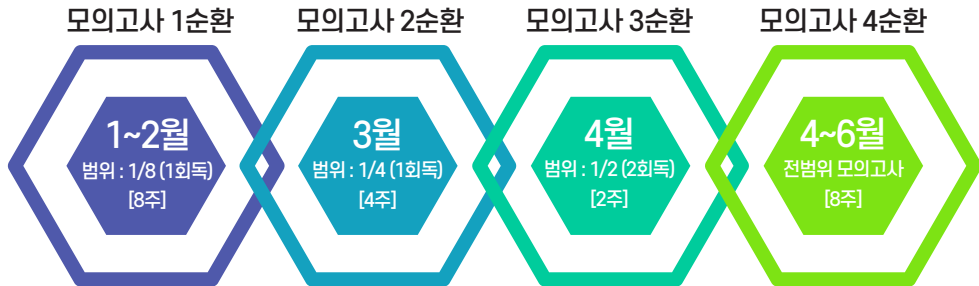 모의고사 1순환
모의고사 2순환
모의고사 3순환
모의고사 4순환
1~2월
범위 : 1/8 (1회독)
[8주]
3월
범위 : 1/4 (1회독)
[4주]
4월
범위 : 1/2 (2회독)
[2주]
4~6월
전범위 모의고사
[8주]